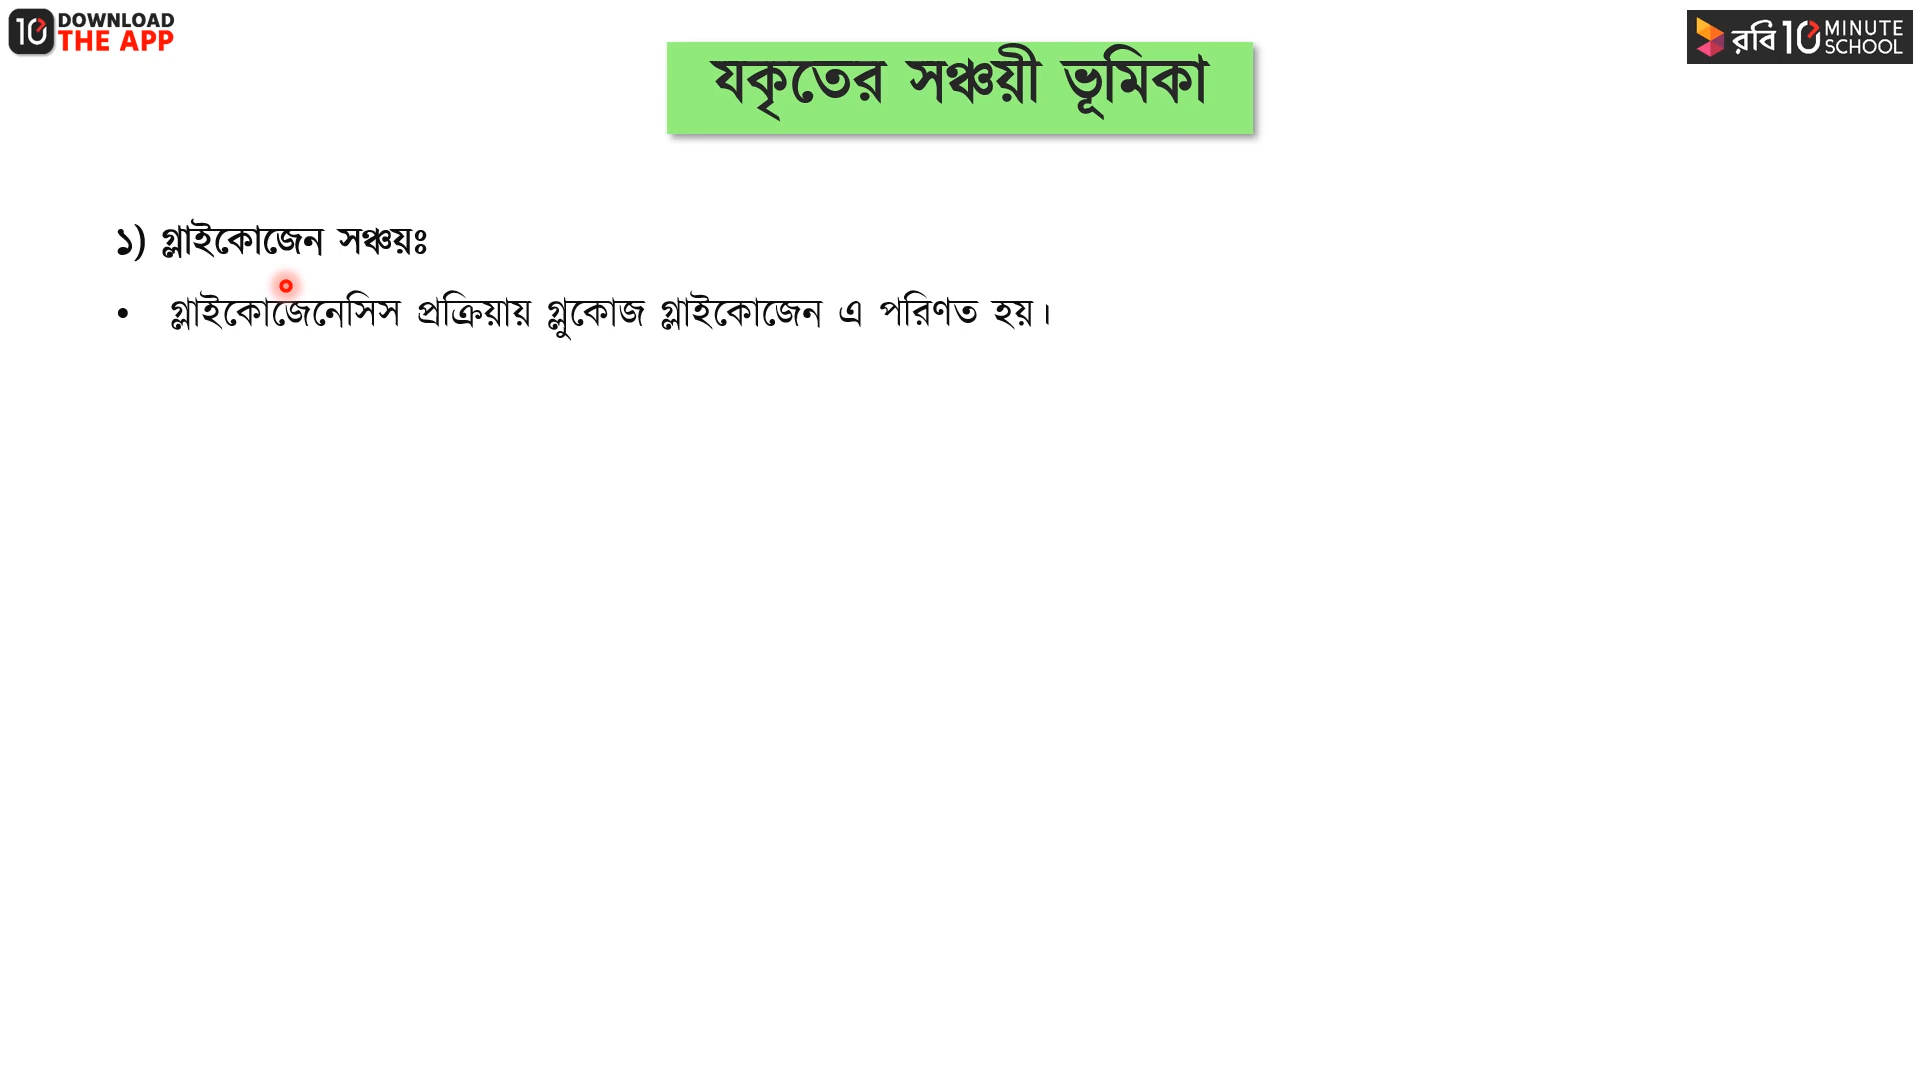 10 DOWNLOAD THE APP
রবি 10 MINUTE SCHOOL
যকৃতের সঞ্চয়ী ভূমিকা
১) গ্লাইকোজেন সঞ্চয়ঃ
• গ্লাইকোজেনেসিস প্রক্রিয়ায় গ্লুকোজ গ্লাইকোজেন এ পরিণত হয়।